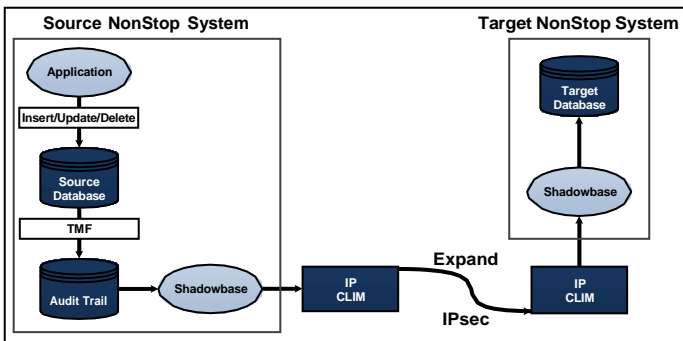 Source NonStop System
Target NonStop System
Application
Insert/Update/Delete
Source
Database
TMF
Audit Trail
Shadowbase
IP
CLIM
Expand
IPsec
IP
CLIM
Shadowbase
Target
Database